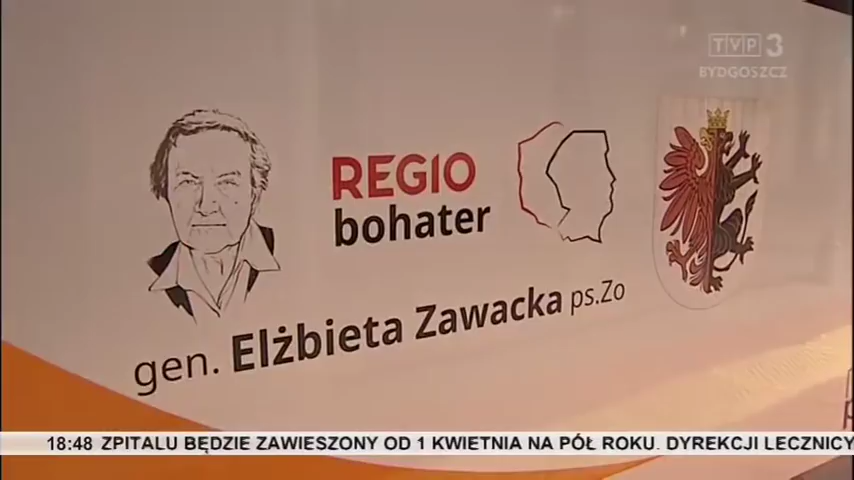 TVP3
BYDGOSZCZ
REGIO
bohater
gen. Elżbieta Zawacka ps.Zo
18:48 ZPITALU BĘDZIE ZAWIESZONY OD 1 KWIETNIA NA PÓŁ ROKU. DYREKCJI LECZNICY